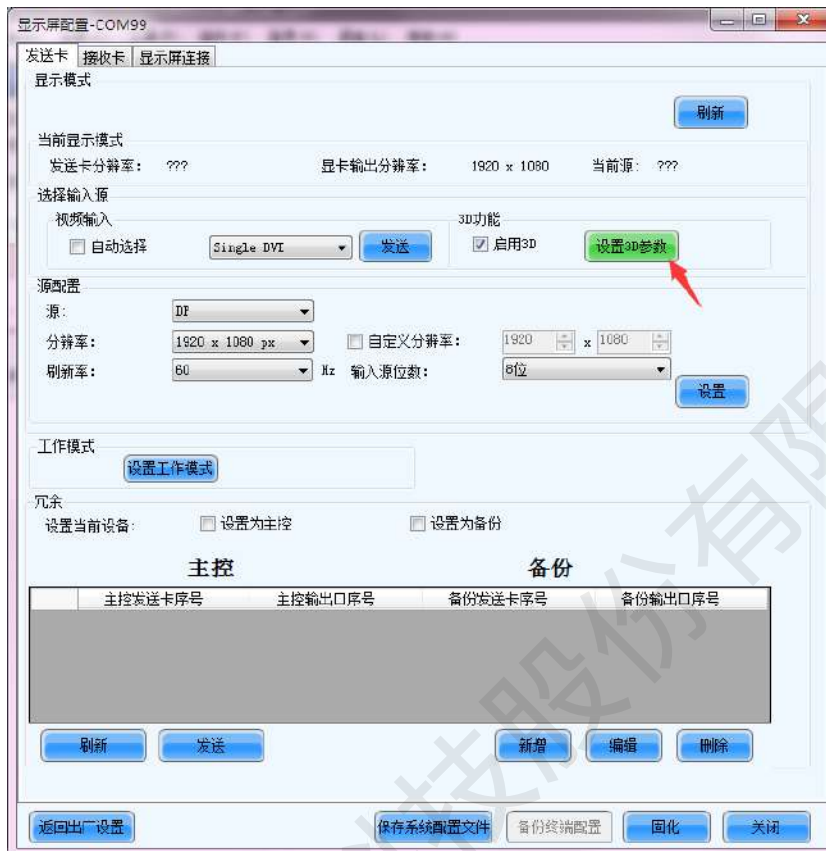 显示屏配置-COM99
发送卡 接收卡 显示屏连接
显示模式
刷新
当前显示模式
发送卡分辨率： ??? 显卡输出分辨率： 1920 x 1080 当前源： ???
选择输入源
视频输入 3D功能
自动选择 Single DVI 发送 启用3D 设置3D参数
源配置
源： DP
分辨率： 1920 x 1080 px 自定义分辨率： 1920 x 1080
刷新率： 60 Hz 输入源位数： 8位
设置
工作模式
设置工作模式
冗余
设置当前设备： 设置为主控 设置为备份
主控 备份
主控发送卡序号 主控输出口序号 备份发送卡序号 备份输出口序号
刷新 发送 新增 编辑 删除
返回出厂设置 保存系统配置文件 备份终端配置 固化 关闭
科技股份有限